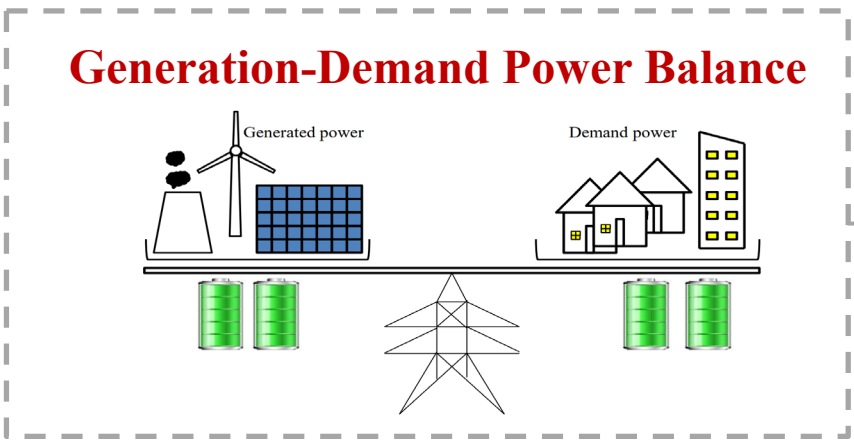 Generation-Demand Power Balance
Generated power
Demand power